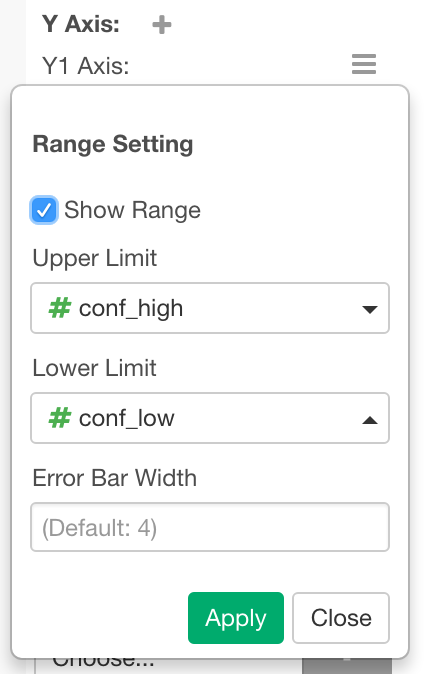 Y Axis: +
Y1 Axis:
Range Setting
Show Range
Upper Limit
# conf_high
Lower Limit
# conf_low
Error Bar Width
(Default: 4)
Apply Close
Choose...